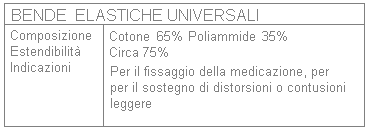 BENDE ELASTICHE UNIVERSALI
Composizione Cotone 65% Poliammide 35%
Estendibilità Circa 75%
Indicazioni Per il fissaggio della medicazione, per
per il sostegno di distorsioni o contusioni
leggere